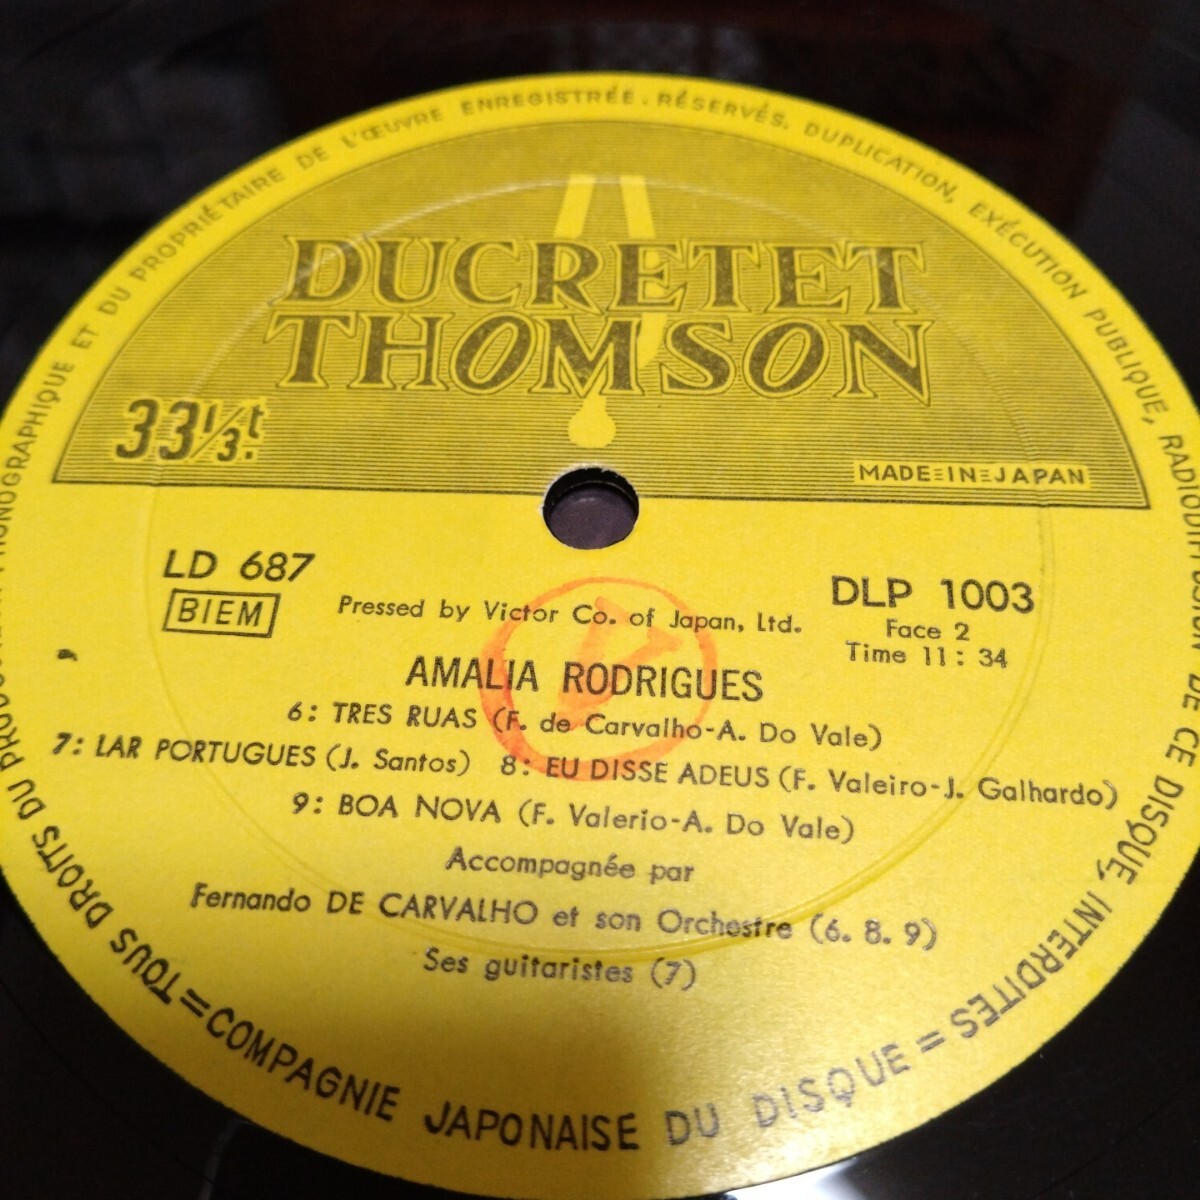 TOUS DROITS DU PRODUCTEUR PHONOGRAPHIQUE ET DU PROPRIÉTAIRE DE L'ŒUVRE ENREGISTRÉE. RÉSERVÉS. DUPLICATION, EXÉCUTION PUBLIQUE, RADIODIFFUSION DE CE DISQUE, INTERDITES =
DUCRETET
THOMSON
33 1/3 t.
MADE IN JAPAN
LD 687
BIEM
Pressed by Victor Co. of Japan, Ltd.
DLP 1003
Face 2
Time 11 : 34
V
AMALIA RODRIGUES
6: TRES RUAS (F. de Carvalho-A. Do Vale)
7: LAR PORTUGUES (J. Santos) 8: EU DISSE ADEUS (F. Valeiro-J. Galhardo)
9: BOA NOVA (F. Valerio-A. Do Vale)
Accompagnée par
Fernando DE CARVALHO et son Orchestre (6. 8. 9)
Ses guitaristes (7)
=COMPAGNIE JAPONAISE DU DISQUE